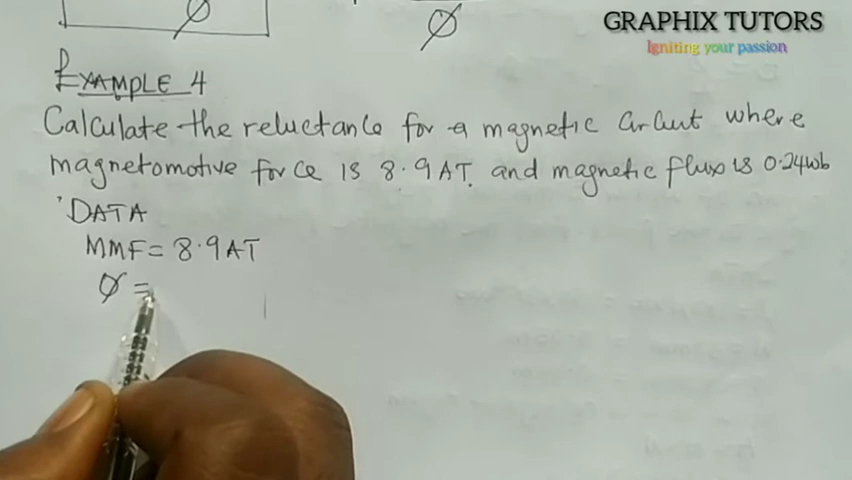 GRAPHIX TUTORS
Igniting your passion
Ø
Ø
EXAMPLE 4
Calculate the reluctance for a magnetic circuit where
magnetomotive force is 8.9AT. and magnetic flux is 0.24wb
DATA
MMF = 8.9AT
Ø =